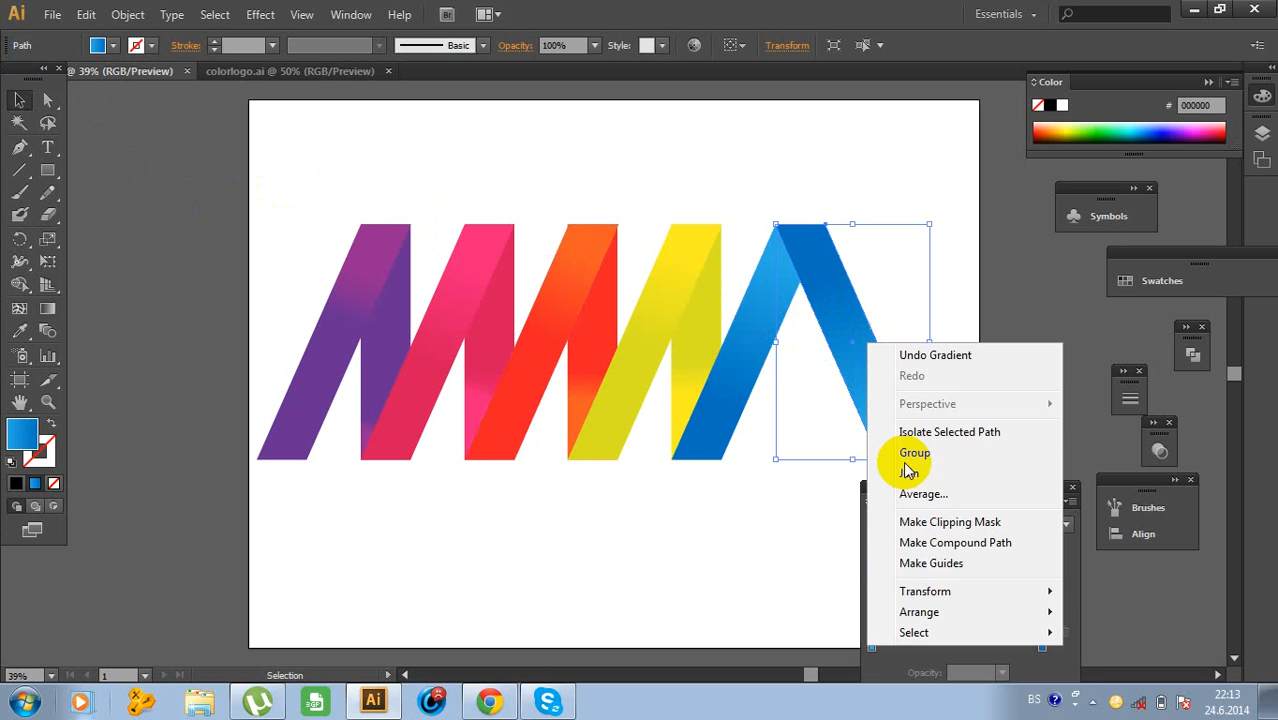 Ai File Edit Object Type Select Effect View Window Help Br Essentials
Path Stroke: Basic Opacity: 100% Style: Transform
@ 39% (RGB/Preview) × colorlogo.ai @ 50% (RGB/Preview) ×
Color
# 000000
Symbols
Swatches
Undo Gradient
Redo
Perspective
Isolate Selected Path
Group
Join
Average...
Make Clipping Mask
Make Compound Path
Make Guides
Transform
Arrange
Select
Brushes
Align
Opacity:
39% 1 Selection
Ai BS 22:13
24.6.2014